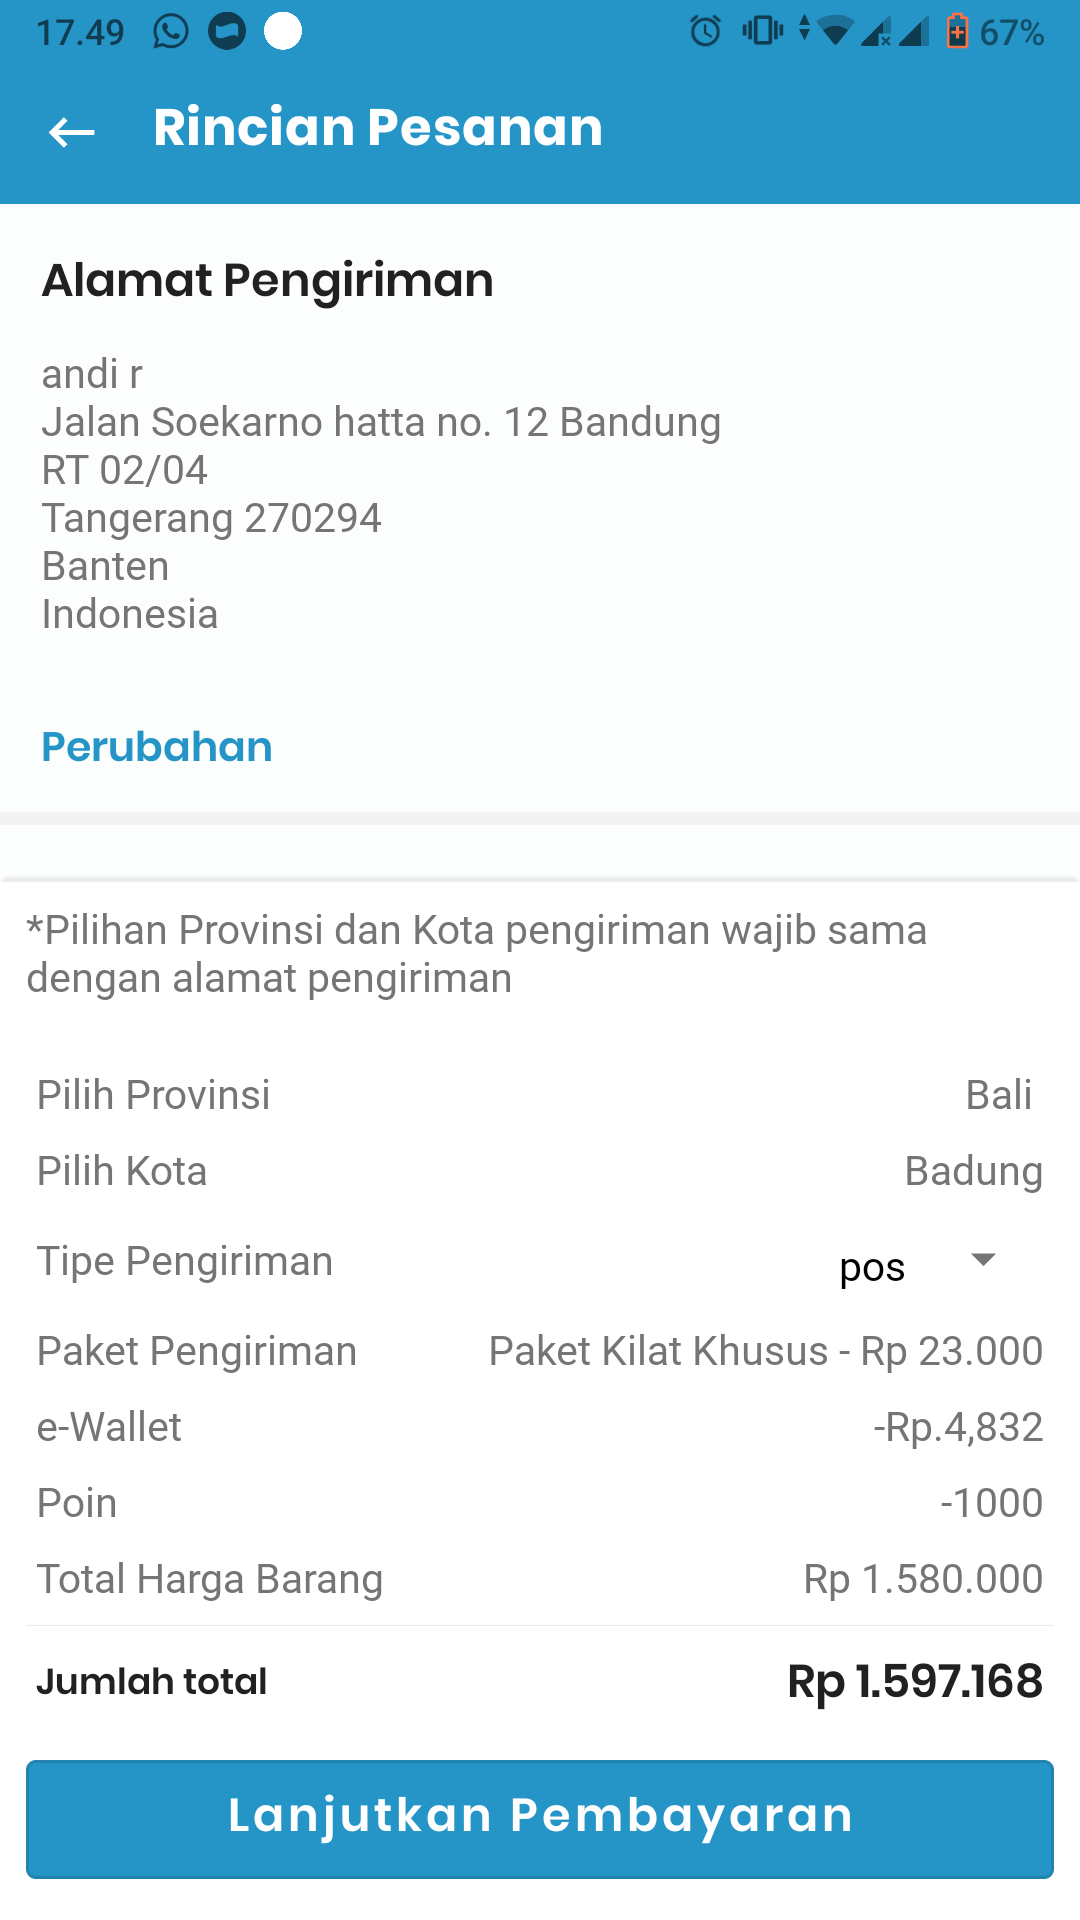 17.49
67%
Rincian Pesanan
Alamat Pengiriman
andi r
Jalan Soekarno hatta no. 12 Bandung
RT 02/04
Tangerang 270294
Banten
Indonesia
Perubahan
*Pilihan Provinsi dan Kota pengiriman wajib sama
dengan alamat pengiriman
Pilih Provinsi Bali
Pilih Kota Badung
Tipe Pengiriman pos
Paket Pengiriman Paket Kilat Khusus - Rp 23.000
e-Wallet -Rp.4,832
Poin -1000
Total Harga Barang Rp 1.580.000
Jumlah total Rp 1.597.168
Lanjutkan Pembayaran